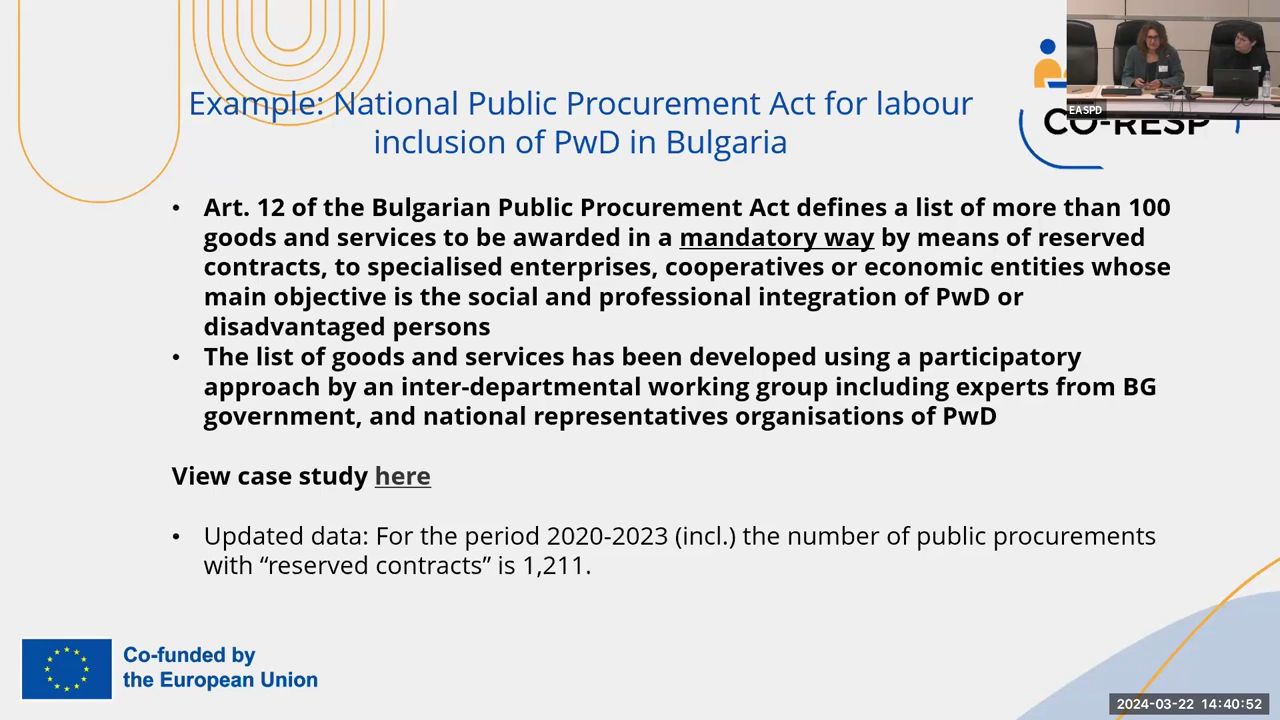 Example: National Public Procurement Act for labour
inclusion of PwD in Bulgaria
EASPD
CO-RESP
• Art. 12 of the Bulgarian Public Procurement Act defines a list of more than 100
goods and services to be awarded in a mandatory way by means of reserved
contracts, to specialised enterprises, cooperatives or economic entities whose
main objective is the social and professional integration of PwD or
disadvantaged persons
• The list of goods and services has been developed using a participatory
approach by an inter-departmental working group including experts from BG
government, and national representatives organisations of PwD
View case study here
• Updated data: For the period 2020-2023 (incl.) the number of public procurements
with “reserved contracts” is 1,211.
Co-funded by
the European Union
2024-03-22 14:40:52